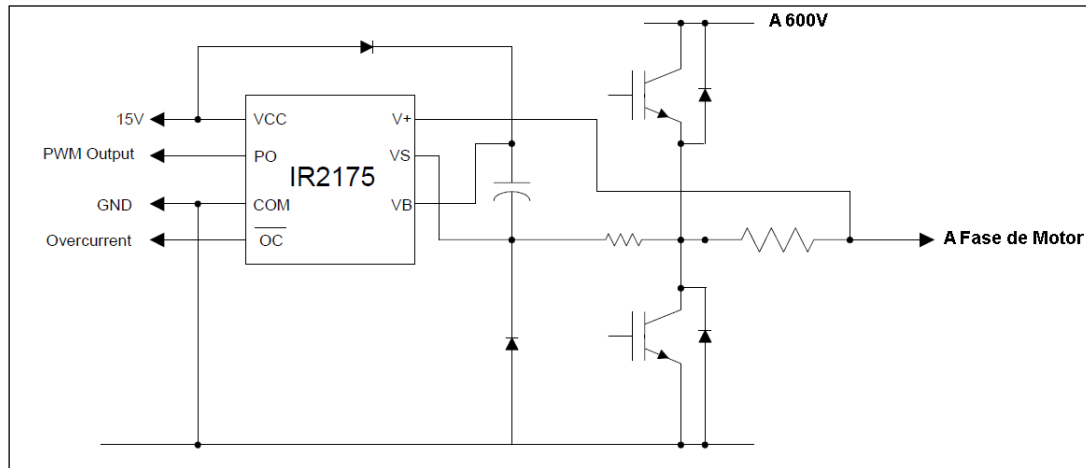 A 600V
15V
VCC
V+
PWM Output
PO
VS
IR2175
GND
COM
VB
Overcurrent
OC
A Fase de Motor